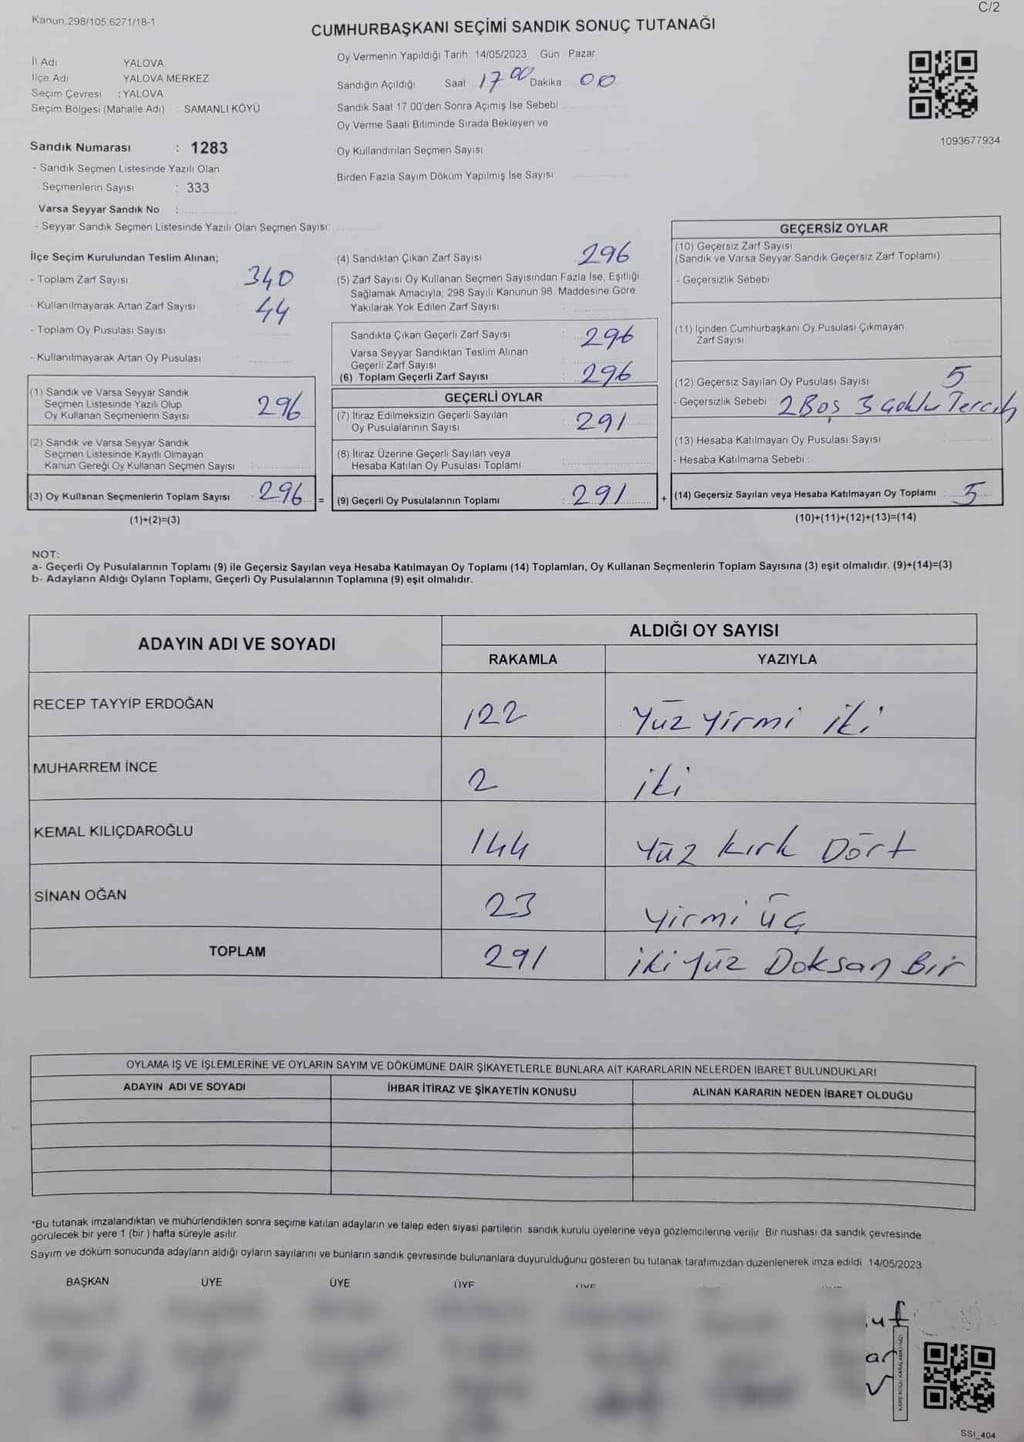 Kanun.298/105.6271/18-1
C/2
CUMHURBAŞKANI SEÇİMİ SANDIK SONUÇ TUTANAĞI
İl Adı YALOVA
İlçe Adı YALOVA MERKEZ
Seçim Çevresi : YALOVA
Seçim Bölgesi (Mahalle Adı) SAMANLI KÖYÜ
Sandık Numarası : 1283
- Sandık Seçmen Listesinde Yazılı Olan
Seçmenlerin Sayısı : 333
Varsa Seyyar Sandık No :
- Seyyar Sandık Seçmen Listesinde Yazılı Olan Seçmen Sayısı
Oy Vermenin Yapıldığı Tarih 14/05/2023 Gün Pazar
Sandığın Açıldığı Saat 17 00 Dakika 00
Sandık Saat 17.00'den Sonra Açımış İse Sebebi
Oy Verme Saati Bitiminde Sırada Bekleyen ve
Oy Kullandırılan Seçmen Sayısı
Birden Fazla Sayım Döküm Yapılmış İse Sayısı
1093677934
İlçe Seçim Kurulundan Teslim Alınan;
- Toplam Zarf Sayısı 340
- Kullanılmayarak Artan Zarf Sayısı 44
- Toplam Oy Pusulası Sayısı
- Kullanılmayarak Artan Oy Pusulası
(1) Sandık ve Varsa Seyyar Sandık
Seçmen Listesinde Yazılı Olup
Oy Kullanan Seçmenlerin Sayısı 296
(2) Sandık ve Varsa Seyyar Sandık
Seçmen Listesinde Kayıtlı Olmayan
Kanun Gereği Oy Kullanan Seçmen Sayısı
(3) Oy Kullanan Seçmenlerin Toplam Sayısı 296 =
(1)+(2)=(3)
(4) Sandıktan Çıkan Zarf Sayısı 296
(5) Zarf Sayısı Oy Kullanan Seçmen Sayısından Fazla İse, Eşitliği
Sağlamak Amacıyla; 298 Sayılı Kanunun 98. Maddesine Göre
Yakılarak Yok Edilen Zarf Sayısı
Sandıkta Çıkan Geçerli Zarf Sayısı 296
Varsa Seyyar Sandıktan Teslim Alınan
Geçerli Zarf Sayısı
(6) Toplam Geçerli Zarf Sayısı 296
GEÇERLİ OYLAR
(7) İtiraz Edilmeksizin Geçerli Sayılan
Oy Pusulalarının Sayısı 291
(8) İtiraz Üzerine Geçerli Sayılan veya
Hesaba Katılan Oy Pusulası Toplamı
(9) Geçerli Oy Pusulalarının Toplamı 291 +
GEÇERSİZ OYLAR
(10) Geçersiz Zarf Sayısı
(Sandık ve Varsa Seyyar Sandık Geçersiz Zarf Toplamı)
- Geçersizlik Sebebi
(11) İçinden Cumhurbaşkanı Oy Pusulası Çıkmayan
Zarf Sayısı
(12) Geçersiz Sayılan Oy Pusulası Sayısı 5
- Geçersizlik Sebebi 2 Boş 3 Çoklu Tercih
(13) Hesaba Katılmayan Oy Pusulası Sayısı
- Hesaba Katılmama Sebebi :
(14) Geçersiz Sayılan veya Hesaba Katılmayan Oy Toplamı 5
(10)+(11)+(12)+(13)=(14)
NOT:
a- Geçerli Oy Pusulalarının Toplamı (9) ile Geçersiz Sayılan veya Hesaba Katılmayan Oy Toplamı (14) Toplamları, Oy Kullanan Seçmenlerin Toplam Sayısına (3) eşit olmalıdır. (9)+(14)=(3)
b- Adayların Aldığı Oyların Toplamı, Geçerli Oy Pusulalarının Toplamına (9) eşit olmalıdır.
ADAYIN ADI VE SOYADI
ALDIĞI OY SAYISI
RAKAMLA YAZIYLA
RECEP TAYYİP ERDOĞAN 122 Yüz Yirmi iki
MUHARREM İNCE 2 iki
KEMAL KILIÇDAROĞLU 144 Yüz kırk Dört
SİNAN OĞAN 23 Yirmi üç
TOPLAM 291 iki Yüz Doksan Bir
OYLAMA İŞ VE İŞLEMLERİNE VE OYLARIN SAYIM VE DÖKÜMÜNE DAİR ŞİKAYETLERLE BUNLARA AİT KARARLARIN NELERDEN İBARET BULUNDUKLARI
ADAYIN ADI VE SOYADI İHBAR İTİRAZ VE ŞİKAYETİN KONUSU ALINAN KARARIN NEDEN İBARET OLDUĞU
*Bu tutanak imzalandıktan ve mühürlendikten sonra seçime katılan adayların ve talep eden siyasi partilerin sandık kurulu üyelerine veya gözlemcilerine verilir. Bir nüshası da sandık çevresinde
görülecek bir yere 1 (bir) hafta süreyle asılır.
Sayım ve döküm sonucunda adayların aldığı oyların sayılarını ve bunların sandık çevresinde bulunanlara duyurulduğunu gösteren bu tutanak tarafımızdan düzenlenerek imza edildi. 14/05/2023
BAŞKAN ÜYE ÜYE ÜYE ÜYE
SSI_404